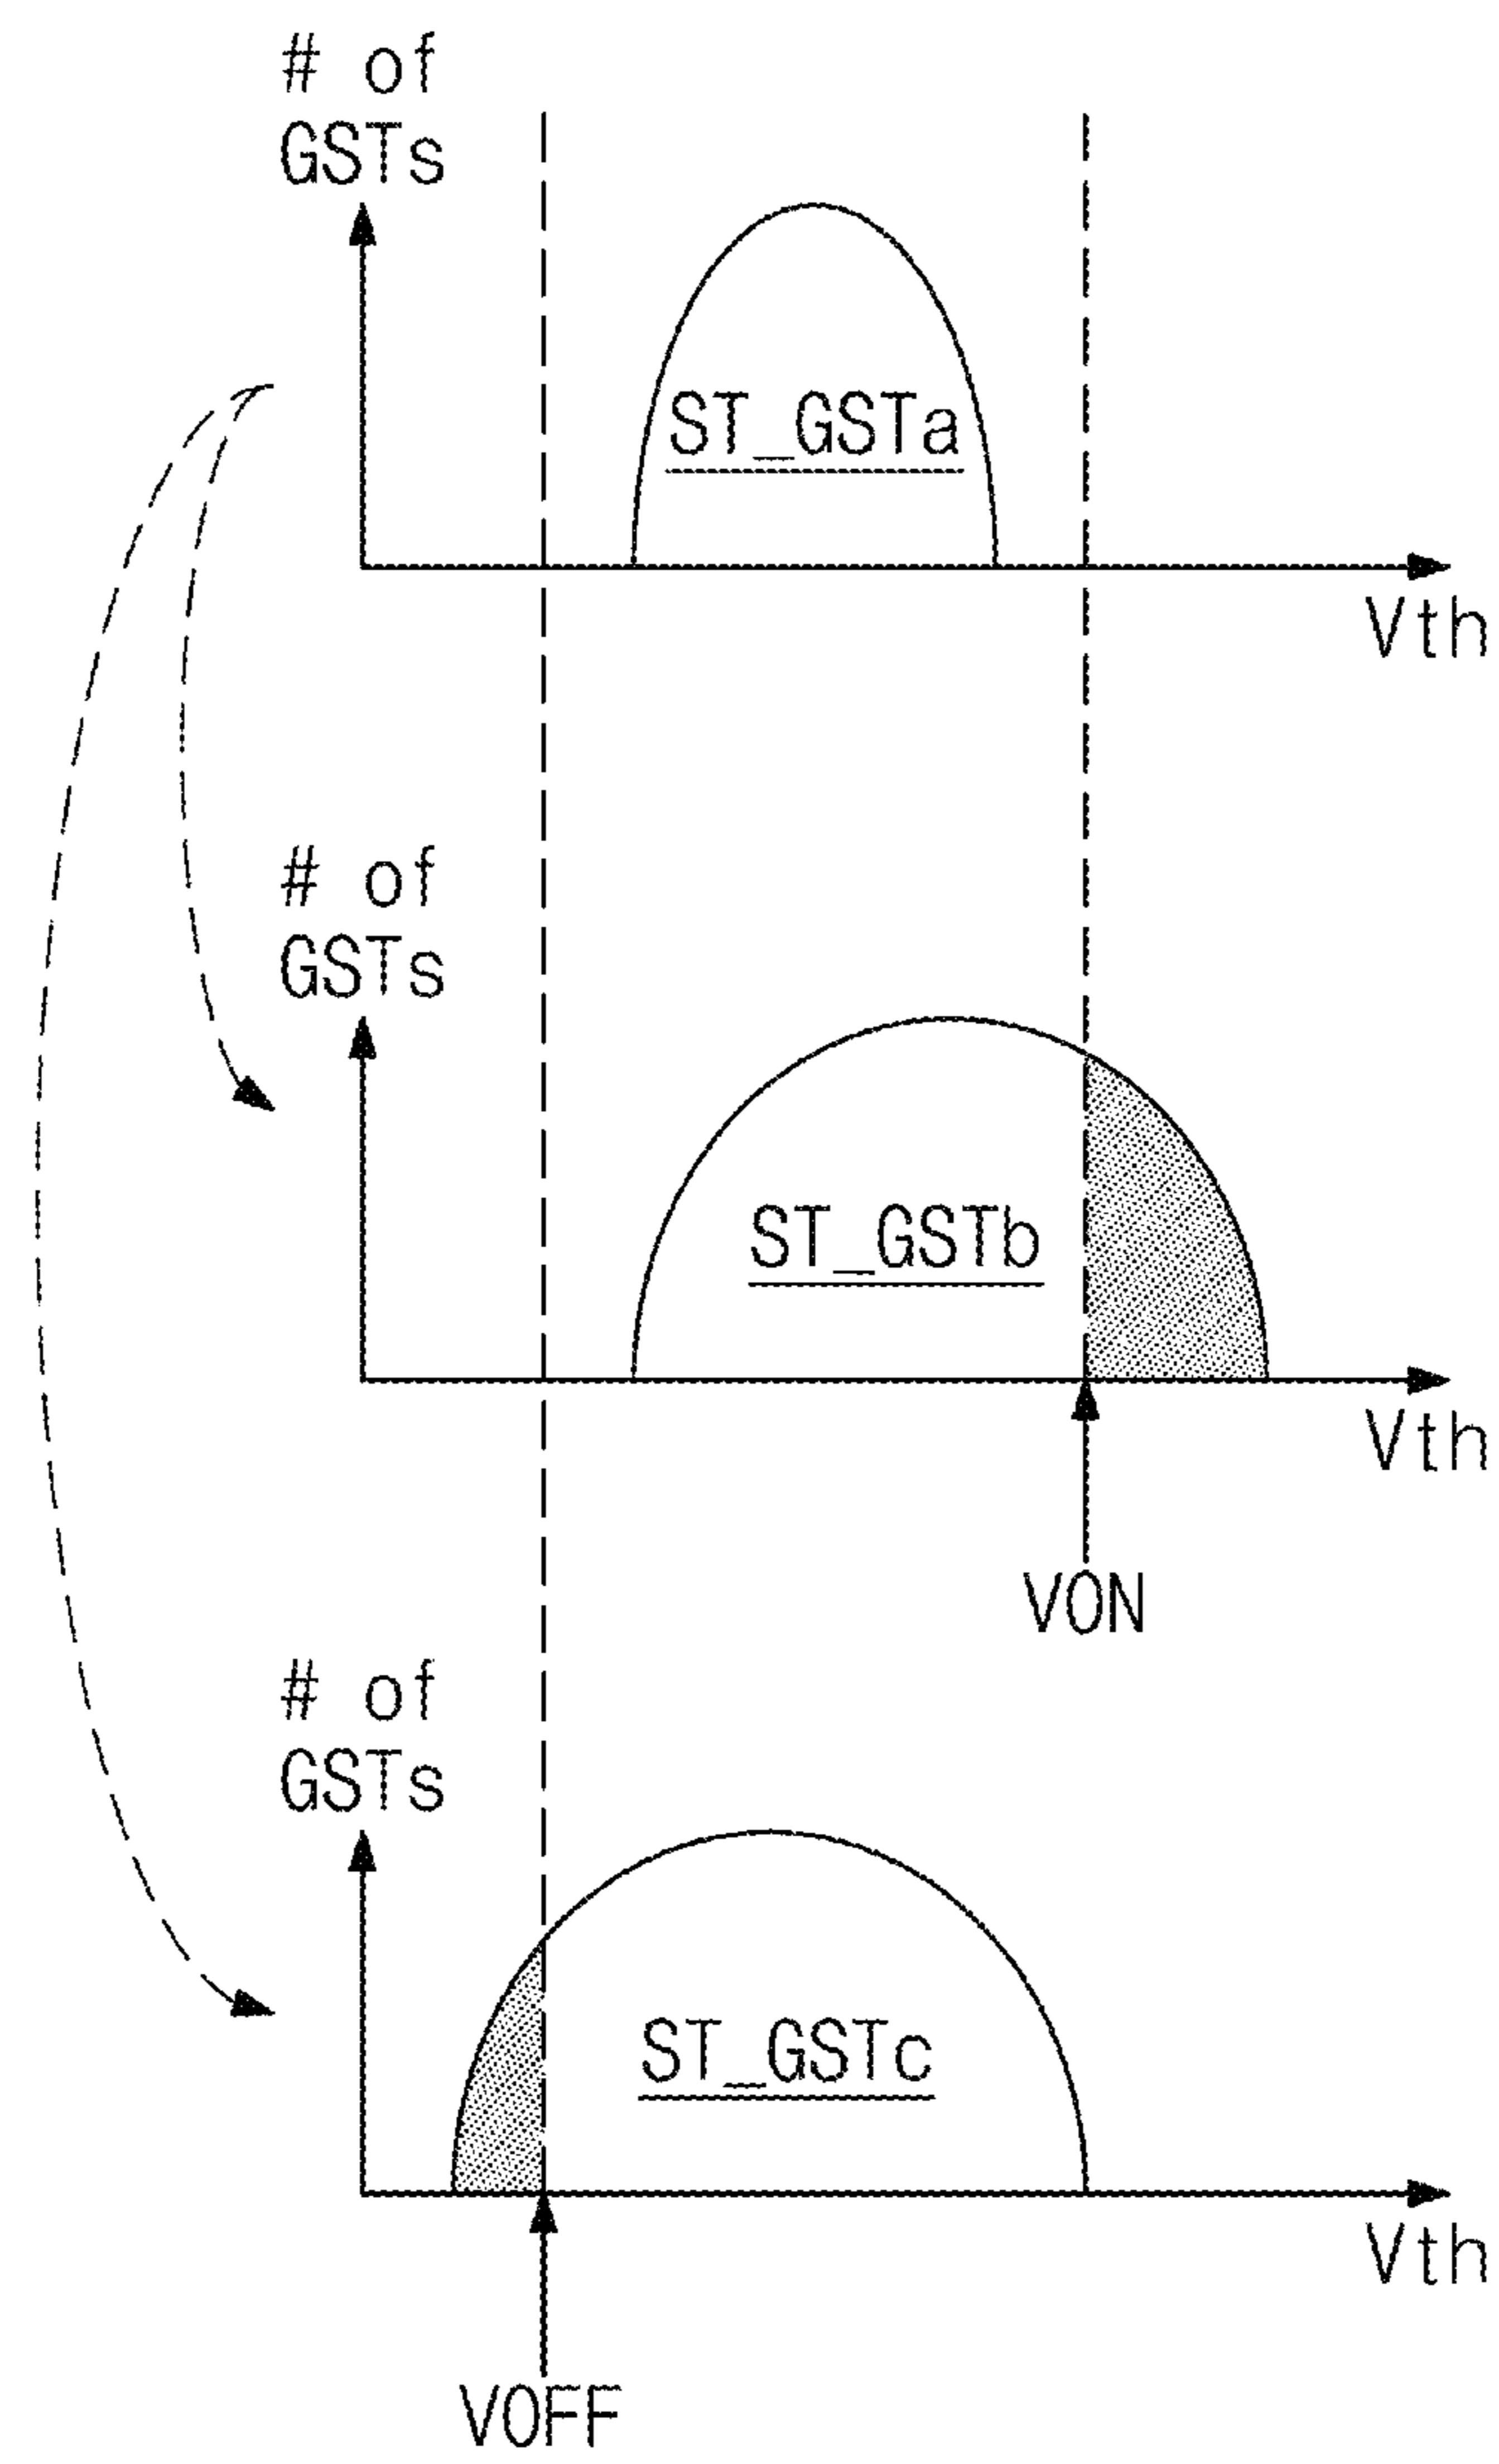 # of
GSTs
ST_GSTa
Vth
# of
GSTs
ST_GSTb
Vth
VON
# of
GSTs
ST_GSTc
Vth
VOFF